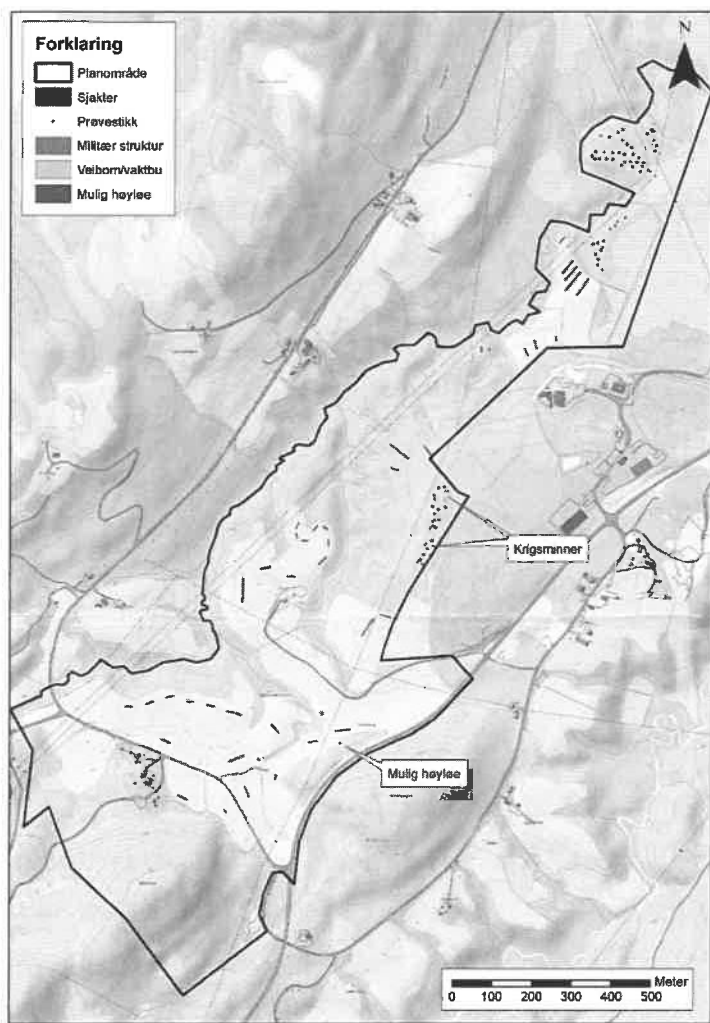 Forklaring
Planområde
Sjakter
Prøvestikk
Militær struktur
Veibom/vaktbu
Mulig høyløe
N
Krigsminner
Mulig høyløe
Meter
0 100 200 300 400 500